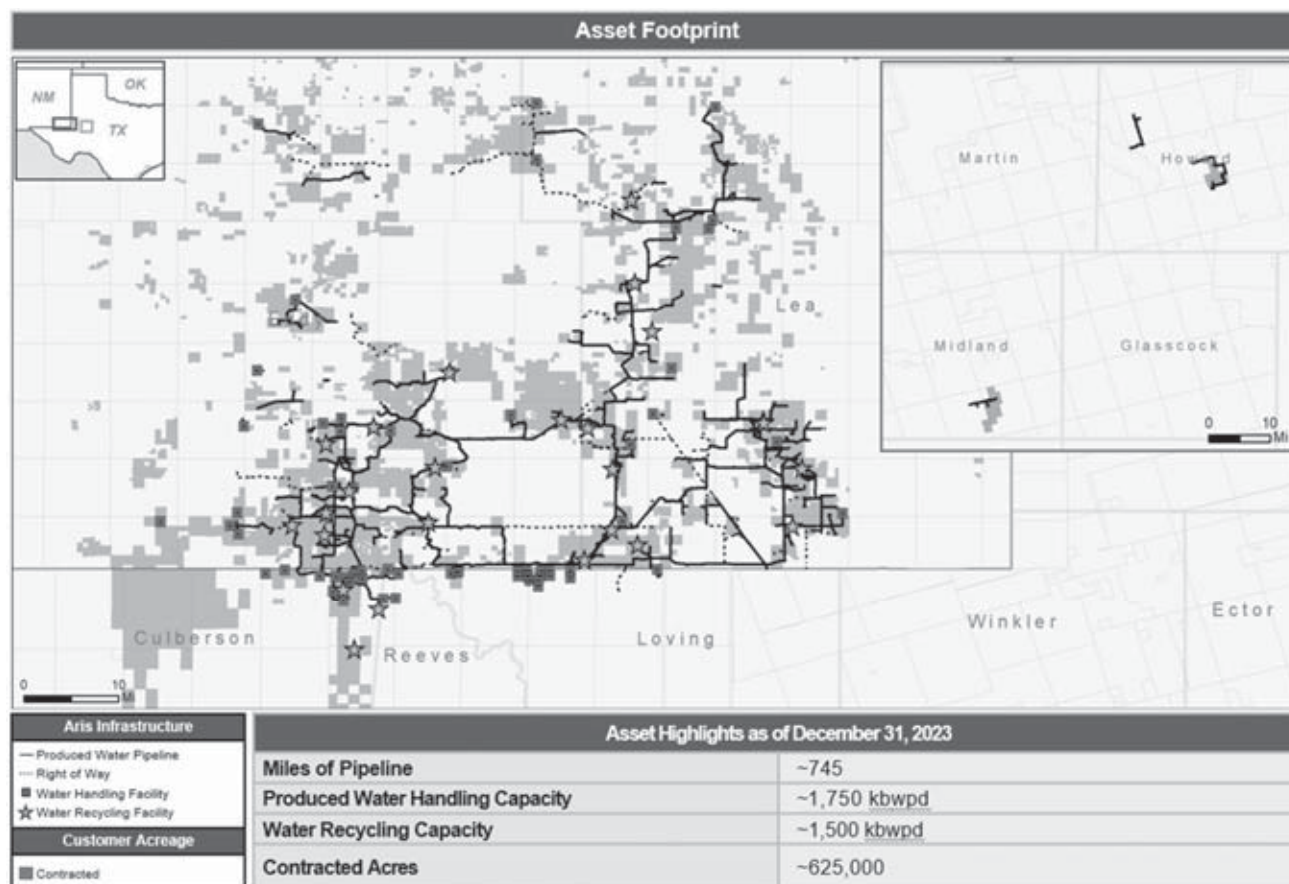 Asset Footprint
NM
OK
TX
Martin
Howard
Midland
Glasscock
0 10
Mi
Lea
Culberson
Reeves
Loving
Winkler
Ector
0 10
Mi
Aris Infrastructure
Produced Water Pipeline
Right of Way
Water Handling Facility
Water Recycling Facility
Customer Acreage
Contracted
Asset Highlights as of December 31, 2023
Miles of Pipeline ~745
Produced Water Handling Capacity ~1,750 kbwpd
Water Recycling Capacity ~1,500 kbwpd
Contracted Acres ~625,000